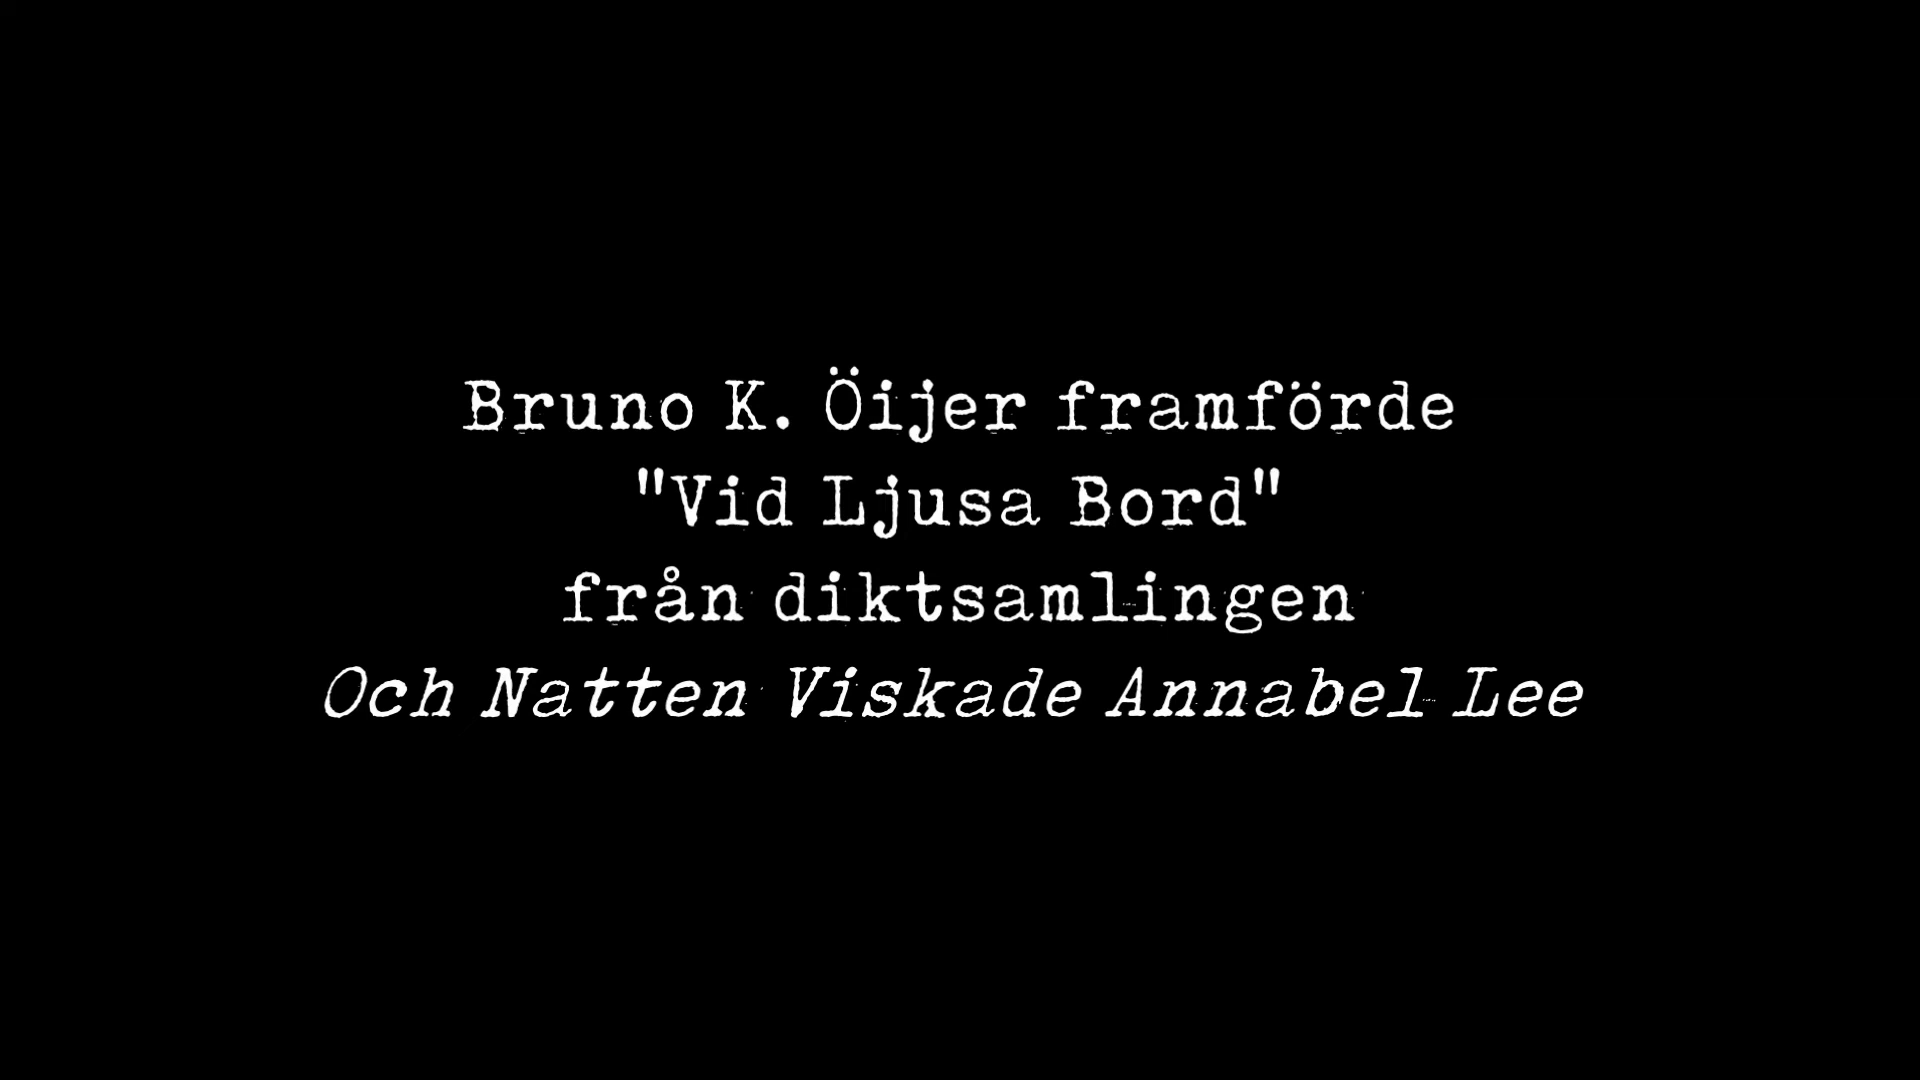 Bruno K. Öijer framförde
"Vid Ljusa Bord"
från diktsamlingen
Och Natten Viskade Annabel Lee